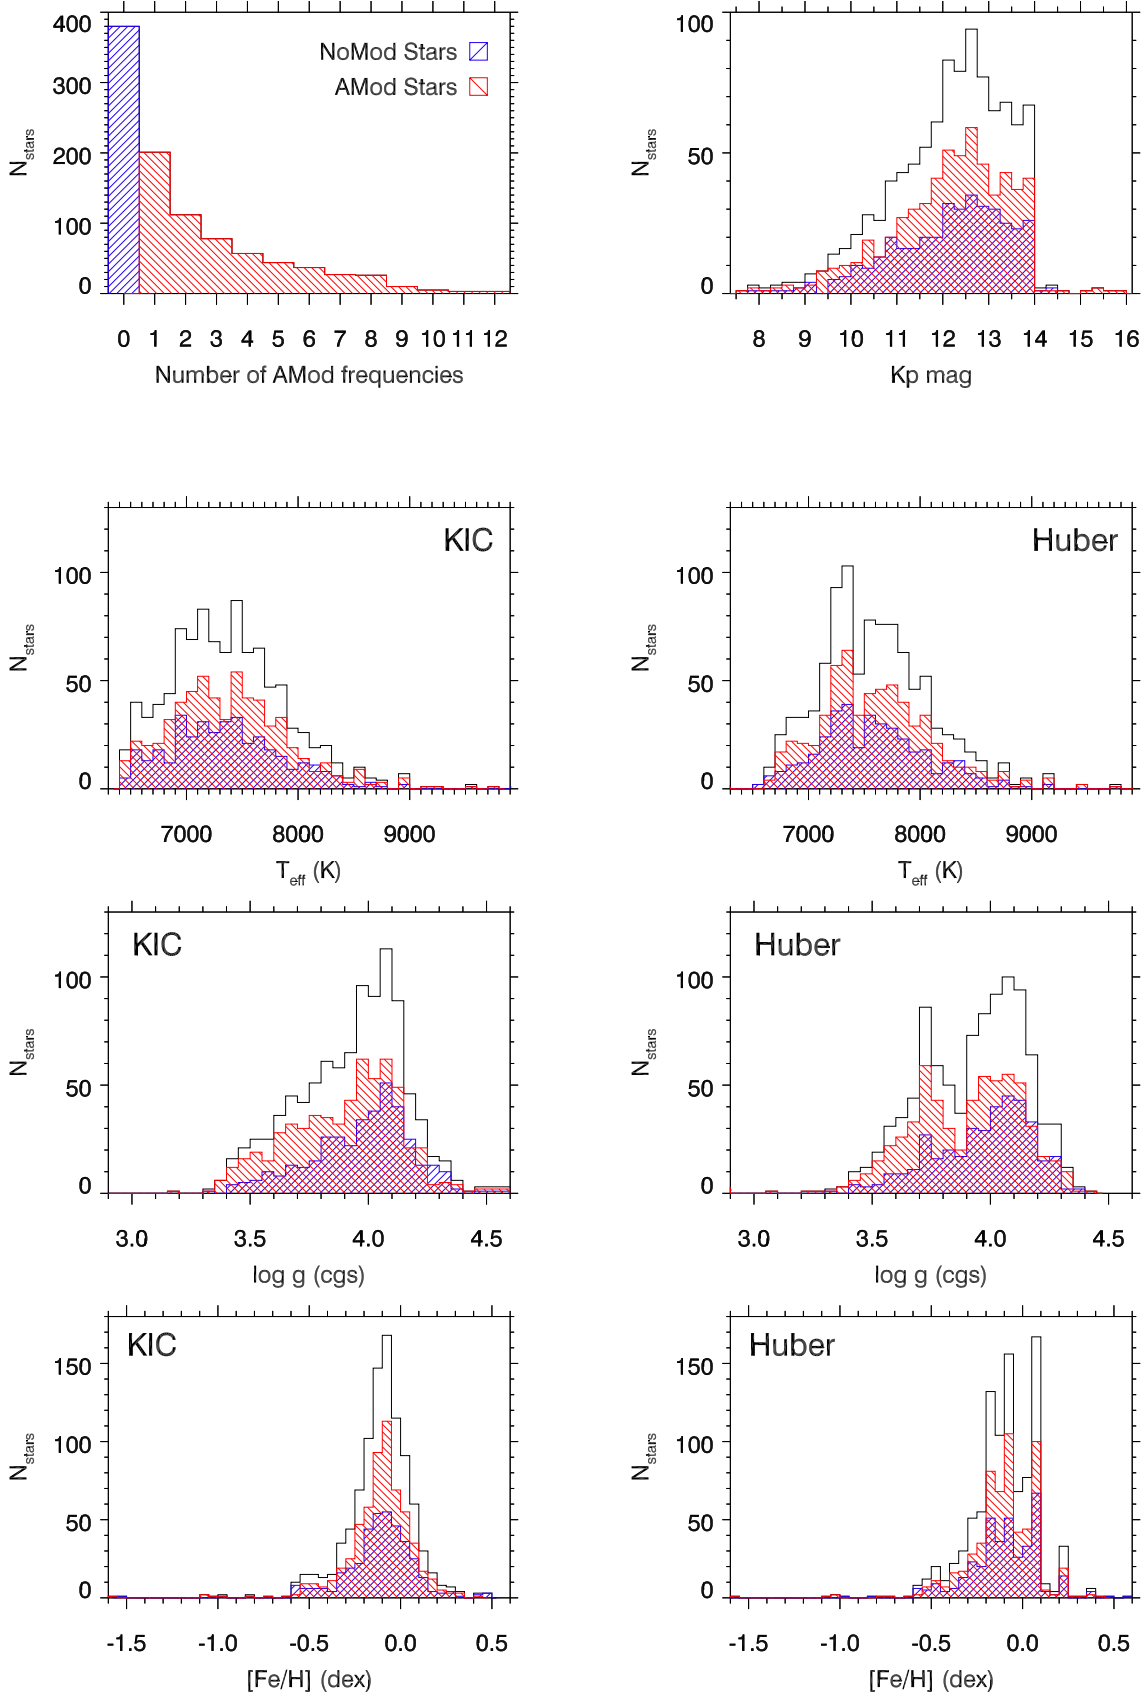 400
300
200
100
0
N_stars
NoMod Stars
AMod Stars
0 1 2 3 4 5 6 7 8 9 10 11 12
Number of AMod frequencies
100
50
0
N_stars
8 9 10 11 12 13 14 15 16
Kp mag
KIC
100
50
0
N_stars
7000 8000 9000
T_eff (K)
Huber
100
50
0
N_stars
7000 8000 9000
T_eff (K)
KIC
100
50
0
N_stars
3.0 3.5 4.0 4.5
log g (cgs)
Huber
100
50
0
N_stars
3.0 3.5 4.0 4.5
log g (cgs)
KIC
150
100
50
0
N_stars
-1.5 -1.0 -0.5 0.0 0.5
[Fe/H] (dex)
Huber
150
100
50
0
N_stars
-1.5 -1.0 -0.5 0.0 0.5
[Fe/H] (dex)